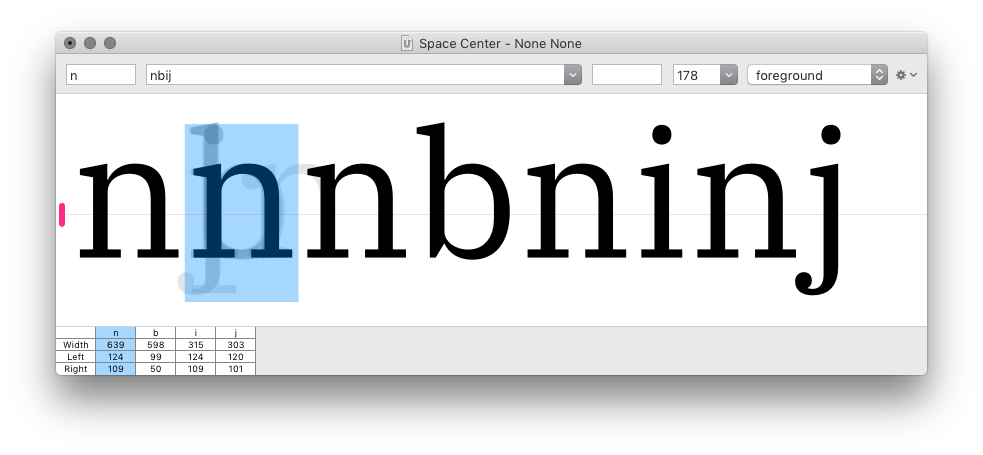 Space Center - None None
n nbij 178 foreground
nnnbninj
n b i j
Width 639 598 315 303
Left 124 99 124 120
Right 109 50 109 101